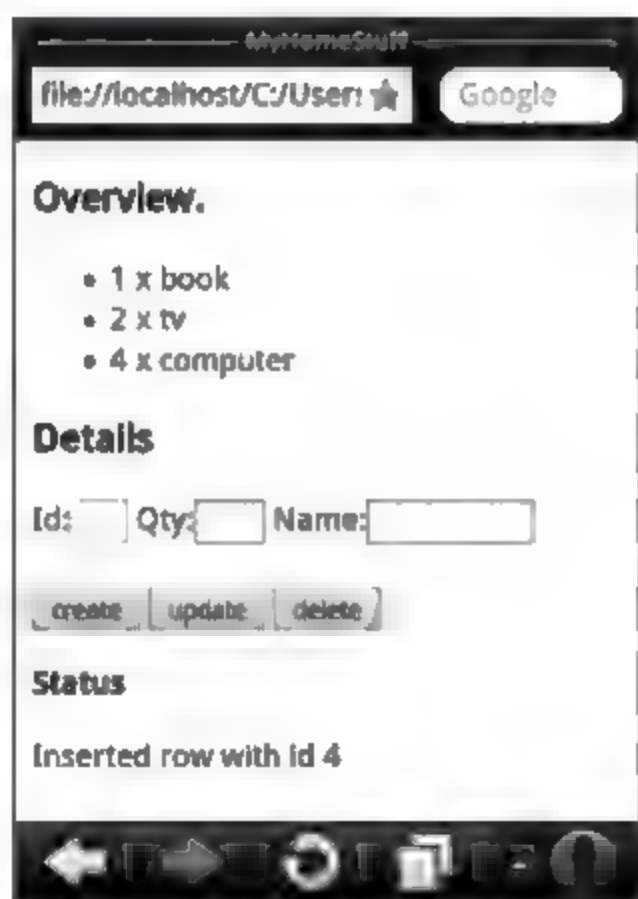 MyHomeStuff
file://localhost/C:/User: Google
Overview.
1 x book
2 x tv
4 x computer
Details
Id: Qty: Name:
create update delete
Status
Inserted row with id 4